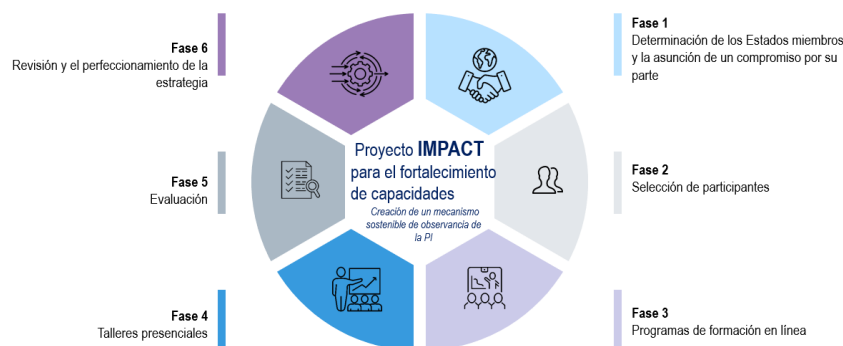 Fase 6
Revisión y el perfeccionamiento de la
estrategia
Fase 1
Determinación de los Estados miembros
y la asunción de un compromiso por su
parte
Proyecto IMPACT
para el fortalecimiento
de capacidades
Creación de un mecanismo
sostenible de observancia de
la PI
Fase 5
Evaluación
Fase 2
Selección de participantes
Fase 4
Talleres presenciales
Fase 3
Programas de formación en línea